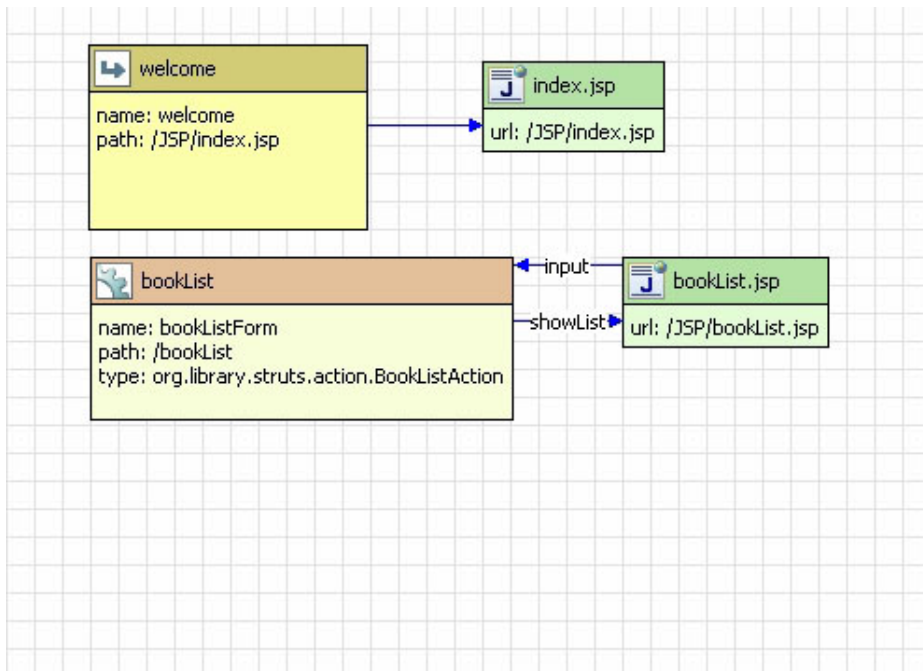 welcome
name: welcome
path: /JSP/index.jsp
index.jsp
url: /JSP/index.jsp
bookList
name: bookListForm
path: /bookList
type: org.library.struts.action.BookListAction
input
showList
bookList.jsp
url: /JSP/bookList.jsp